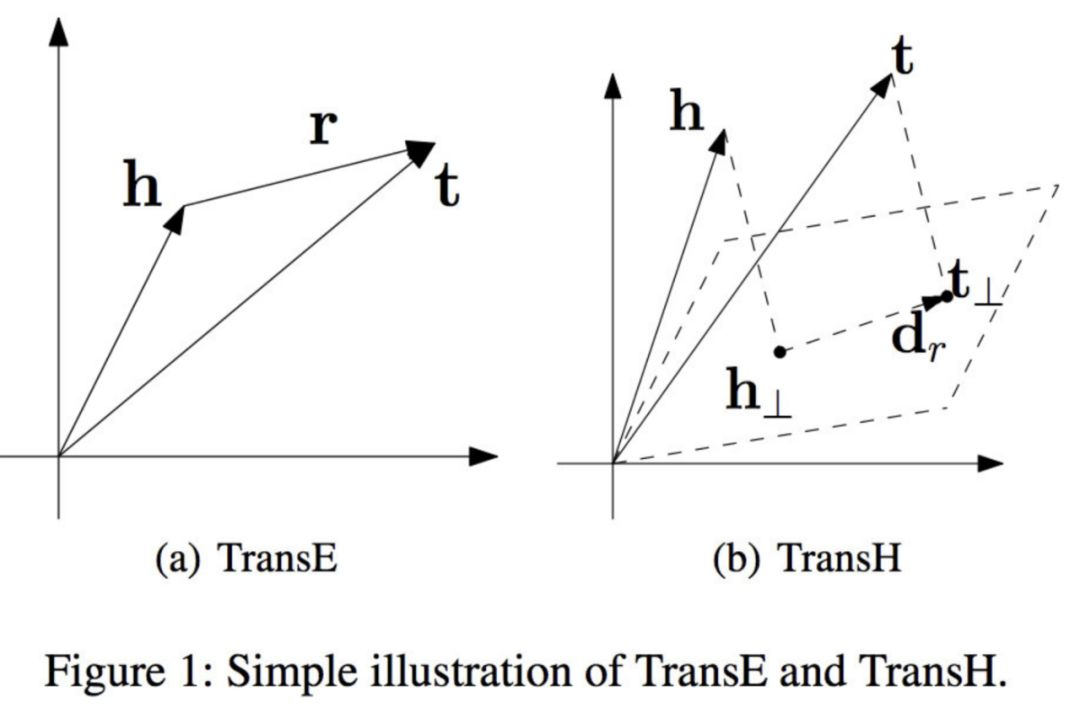 h
r
t
(a) TransE
h
t
h⊥
d_r
t⊥
(b) TransH
Figure 1: Simple illustration of TransE and TransH.